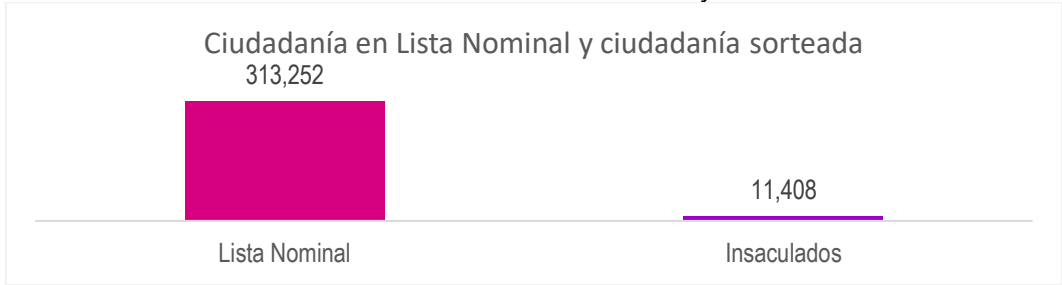 Ciudadanía en Lista Nominal y ciudadanía sorteada
313,252
11,408
Lista Nominal
Insaculados